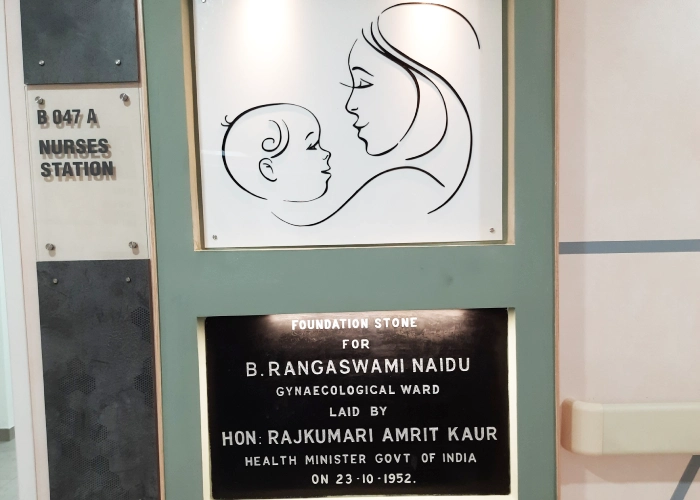 B 047 A
NURSES
STATION
FOUNDATION STONE
FOR
B. RANGASWAMI NAIDU
GYNAECOLOGICAL WARD
LAID BY
HON: RAJKUMARI AMRIT KAUR
HEALTH MINISTER GOVT OF INDIA
ON 23-10-1952.